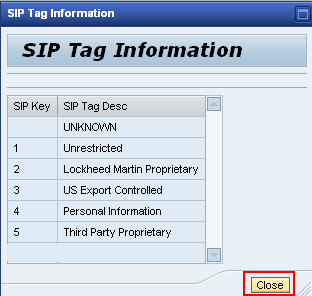 SIP Tag Information
SIP Tag Information
SIP Key SIP Tag Desc
UNKNOWN
1 Unrestricted
2 Lockheed Martin Proprietary
3 US Export Controlled
4 Personal Information
5 Third Party Proprietary
Close